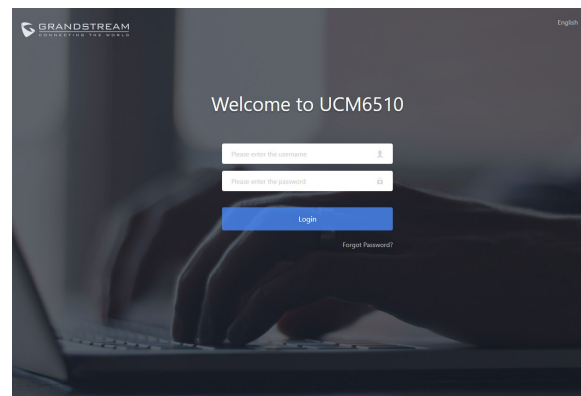 GRANDSTREAM
CONNECTING THE WORLD
English
Welcome to UCM6510
Please enter the username
Please enter the password
Login
Forgot Password?